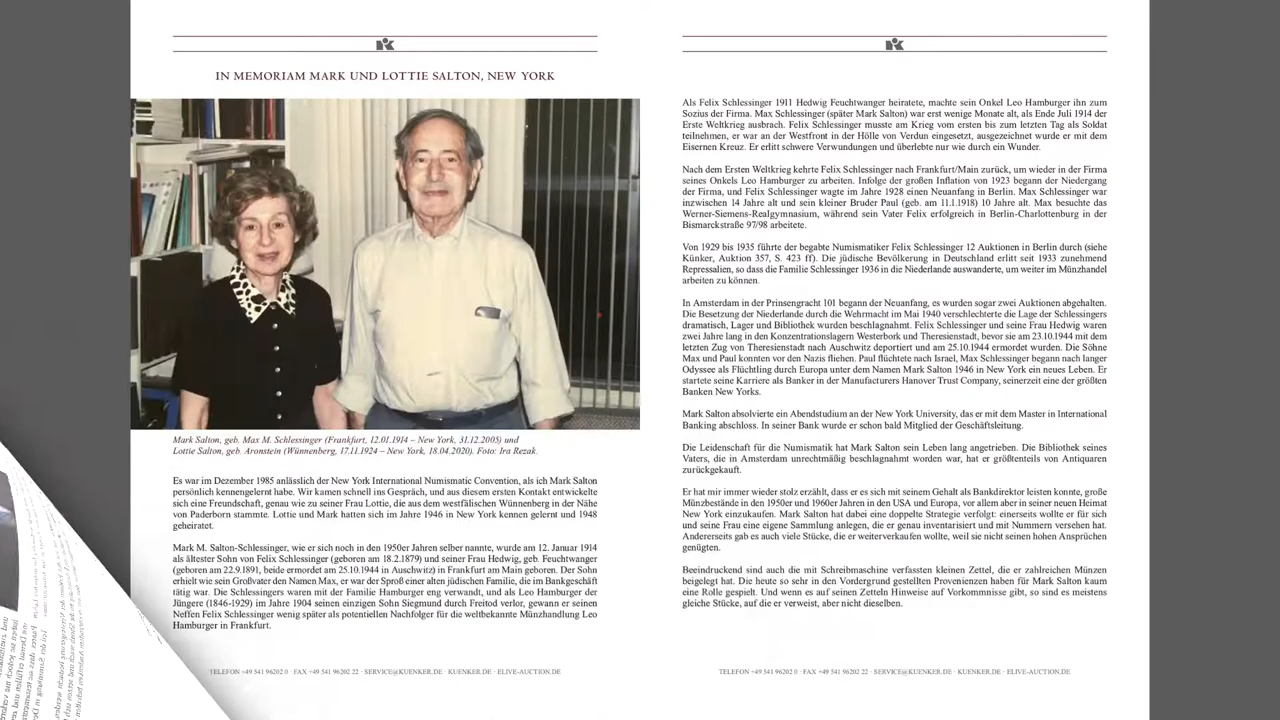 IN MEMORIAM MARK UND LOTTIE SALTON, NEW YORK
Mark Salton, geb. Max M. Schlessinger (Frankfurt, 12.01.1914 – New York, 31.12.2005) und
Lottie Salton, geb. Aronstein (Wünnenberg, 17.11.1924 – New York, 18.04.2020). Foto: Ira Rezak.
Es war im Dezember 1985 anlässlich der New York International Numismatic Convention, als ich Mark Salton
persönlich kennengelernt habe. Wir kamen schnell ins Gespräch, und aus diesem ersten Kontakt entwickelte
sich eine Freundschaft, genau wie zu seiner Frau Lottie, die aus dem westfälischen Wünnenberg in der Nähe
von Paderborn stammte. Lottie und Mark hatten sich im Jahre 1946 in New York kennen gelernt und 1948
geheiratet.
Mark M. Salton-Schlessinger, wie er sich noch in den 1950er Jahren selber nannte, wurde am 12. Januar 1914
als ältester Sohn von Felix Schlessinger (geboren am 18.2.1879) und seiner Frau Hedwig, geb. Feuchtwanger
(geboren am 22.9.1891, beide ermordet am 25.10.1944 in Auschwitz) in Frankfurt am Main geboren. Der Sohn
erhielt wie sein Großvater den Namen Max, er war der Sproß einer alten jüdischen Familie, die im Bankgeschäft
tätig war. Die Schlessingers waren mit der Familie Hamburger eng verwandt, und als Leo Hamburger der
Jüngere (1846-1929) im Jahre 1904 seinen einzigen Sohn Siegmund durch Freitod verlor, gewann er seinen
Neffen Felix Schlessinger wenig später als potentiellen Nachfolger für die weltbekannte Münzhandlung Leo
Hamburger in Frankfurt.
TELEFON +49 541 96202 0 · FAX +49 541 96202 22 · SERVICE@KUENKER.DE · KUENKER.DE · ELIVE-AUCTION.DE
Als Felix Schlessinger 1911 Hedwig Feuchtwanger heiratete, machte sein Onkel Leo Hamburger ihn zum
Sozius der Firma. Max Schlessinger (später Mark Salton) war erst wenige Monate alt, als Ende Juli 1914 der
Erste Weltkrieg ausbrach. Felix Schlessinger musste am Krieg vom ersten bis zum letzten Tag als Soldat
teilnehmen, er war an der Westfront in der Hölle von Verdun eingesetzt, ausgezeichnet wurde er mit dem
Eisernen Kreuz. Er erlitt schwere Verwundungen und überlebte nur wie durch ein Wunder.
Nach dem Ersten Weltkrieg kehrte Felix Schlessinger nach Frankfurt/Main zurück, um wieder in der Firma
seines Onkels Leo Hamburger zu arbeiten. Infolge der großen Inflation von 1923 begann der Niedergang
der Firma, und Felix Schlessinger wagte im Jahre 1928 einen Neuanfang in Berlin. Max Schlessinger war
inzwischen 14 Jahre alt und sein kleiner Bruder Paul (geb. am 11.1.1918) 10 Jahre alt. Max besuchte das
Werner-Siemens-Realgymnasium, während sein Vater Felix erfolgreich in Berlin-Charlottenburg in der
Bismarckstraße 97/98 arbeitete.
Von 1929 bis 1935 führte der begabte Numismatiker Felix Schlessinger 12 Auktionen in Berlin durch (siehe
Künker, Auktion 357, S. 423 ff). Die jüdische Bevölkerung in Deutschland erlitt seit 1933 zunehmend
Repressalien, so dass die Familie Schlessinger 1936 in die Niederlande auswanderte, um weiter im Münzhandel
arbeiten zu können.
In Amsterdam in der Prinsengracht 101 begann der Neuanfang, es wurden sogar zwei Auktionen abgehalten.
Die Besetzung der Niederlande durch die Wehrmacht im Mai 1940 verschlechterte die Lage der Schlessingers
dramatisch, Lager und Bibliothek wurden beschlagnahmt. Felix Schlessinger und seine Frau Hedwig waren
zwei Jahre lang in den Konzentrationslagern Westerbork und Theresienstadt, bevor sie am 23.10.1944 mit dem
letzten Zug von Theresienstadt nach Auschwitz deportiert und am 25.10.1944 ermordet wurden. Die Söhne
Max und Paul konnten vor den Nazis fliehen. Paul flüchtete nach Israel, Max Schlessinger begann nach langer
Odyssee als Flüchtling durch Europa unter dem Namen Mark Salton 1946 in New York ein neues Leben. Er
startete seine Karriere als Banker in der Manufacturers Hanover Trust Company, seinerzeit eine der größten
Banken New Yorks.
Mark Salton absolvierte ein Abendstudium an der New York University, das er mit dem Master in International
Banking abschloss. In seiner Bank wurde er schon bald Mitglied der Geschäftsleitung.
Die Leidenschaft für die Numismatik hat Mark Salton sein Leben lang angetrieben. Die Bibliothek seines
Vaters, die in Amsterdam unrechtmäßig beschlagnahmt worden war, hat er größtenteils von Antiquaren
zurückgekauft.
Er hat mir immer wieder stolz erzählt, dass er es sich mit seinem Gehalt als Bankdirektor leisten konnte, große
Münzbestände in den 1950er und 1960er Jahren in den USA und Europa, vor allem aber in seiner neuen Heimat
New York einzukaufen. Mark Salton hat dabei eine doppelte Strategie verfolgt: einerseits wollte er für sich
und seine Frau eine eigene Sammlung anlegen, die er genau inventarisiert und mit Nummern versehen hat.
Andererseits gab es auch viele Stücke, die er weiterverkaufen wollte, weil sie nicht seinen hohen Ansprüchen
genügten.
Beeindruckend sind auch die mit Schreibmaschine verfassten kleinen Zettel, die er zahlreichen Münzen
beigelegt hat. Die heute so sehr in den Vordergrund gestellten Provenienzen haben für Mark Salton kaum
eine Rolle gespielt. Und wenn es auf seinen Zetteln Hinweise auf Vorkommnisse gibt, so sind es meistens
gleiche Stücke, auf die er verweist, aber nicht dieselben.
TELEFON +49 541 96202 0 · FAX +49 541 96202 22 · SERVICE@KUENKER.DE · KUENKER.DE · ELIVE-AUCTION.DE